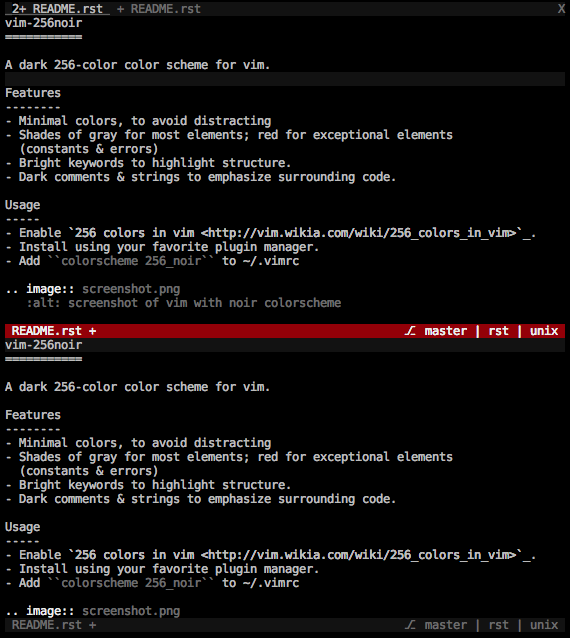 2+ README.rst  + README.rst X
vim-256noir
===========
A dark 256-color color scheme for vim.
Features
--------
- Minimal colors, to avoid distracting
- Shades of gray for most elements; red for exceptional elements
  (constants & errors)
- Bright keywords to highlight structure.
- Dark comments & strings to emphasize surrounding code.
Usage
-----
- Enable `256 colors in vim <http://vim.wikia.com/wiki/256_colors_in_vim>`_.
- Install using your favorite plugin manager.
- Add ``colorscheme 256_noir`` to ~/.vimrc
.. image:: screenshot.png
   :alt: screenshot of vim with noir colorscheme
README.rst + ⎇ master | rst | unix
vim-256noir
===========
A dark 256-color color scheme for vim.
Features
--------
- Minimal colors, to avoid distracting
- Shades of gray for most elements; red for exceptional elements
  (constants & errors)
- Bright keywords to highlight structure.
- Dark comments & strings to emphasize surrounding code.
Usage
-----
- Enable `256 colors in vim <http://vim.wikia.com/wiki/256_colors_in_vim>`_.
- Install using your favorite plugin manager.
- Add ``colorscheme 256_noir`` to ~/.vimrc
.. image:: screenshot.png
README.rst + ⎇ master | rst | unix